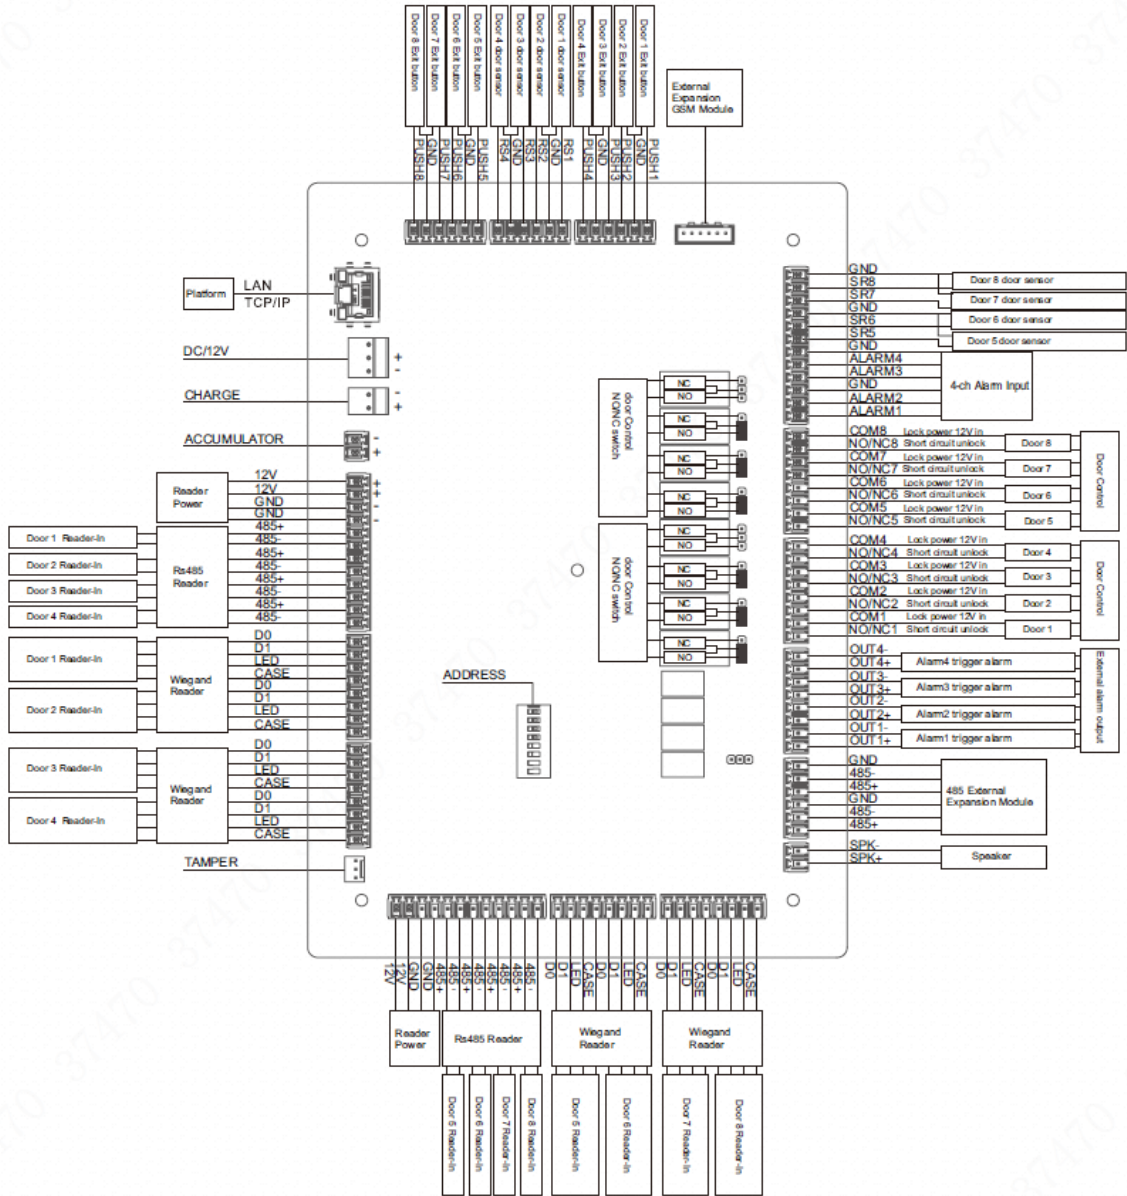 Door 8 Exit button
Door 7 Exit button
Door 6 Exit button
Door 5 Exit button
Door 4 door sensor
Door 3 door sensor
Door 2 door sensor
Door 1 door sensor
Door 4 Exit button
Door 3 Exit button
Door 2 Exit button
Door 1 Exit button
External
Expansion
GSM Module
PUSH8
GND
PUSH7
PUSH6
GND
PUSH5
RS4
GND
RS3
RS2
GND
RS1
PUSH4
GND
PUSH3
PUSH2
GND
PUSH1
Platform
LAN
TCP/IP
DC/12V
+
-
CHARGE
-
+
ACCUMULATOR
-
+
Reader
Power
12V
12V
GND
GND
+
+
-
-
Rs485
Reader
485+
485-
485+
485-
485+
485-
485+
485-
Door 1 Reader-In
Door 2 Reader-In
Door 3 Reader-In
Door 4 Reader-In
Wiegand
Reader
D0
D1
LED
CASE
D0
D1
LED
CASE
Door 1 Reader-In
Door 2 Reader-In
Wiegand
Reader
D0
D1
LED
CASE
D0
D1
LED
CASE
Door 3 Reader-In
Door 4 Reader-In
TAMPER
door Control
NO/NC switch
NC
NO
NC
NO
NC
NO
NC
NO
door Control
NO/NC switch
NC
NO
NC
NO
NC
NO
NC
NO
ADDRESS
GND
SR8
SR7
GND
SR6
SR5
GND
Door 8 door sensor
Door 7 door sensor
Door 6 door sensor
Door 5 door sensor
ALARM4
ALARM3
GND
ALARM2
ALARM1
4-ch Alarm Input
COM8 Lock power 12V in
NO/NC8 Short circuit unlock
Door 8
COM7 Lock power 12V in
NO/NC7 Short circuit unlock
Door 7
COM6 Lock power 12V in
NO/NC6 Short circuit unlock
Door 6
COM5 Lock power 12V in
NO/NC5 Short circuit unlock
Door 5
Door Control
COM4 Lock power 12V in
NO/NC4 Short circuit unlock
Door 4
COM3 Lock power 12V in
NO/NC3 Short circuit unlock
Door 3
COM2 Lock power 12V in
NO/NC2 Short circuit unlock
Door 2
COM1 Lock power 12V in
NO/NC1 Short circuit unlock
Door 1
Door Control
OUT4-
OUT4+
Alarm4 trigger alarm
OUT3-
OUT3+
Alarm3 trigger alarm
OUT2-
OUT2+
Alarm2 trigger alarm
OUT1-
OUT1+
Alarm1 trigger alarm
External alarm output
GND
485-
485+
GND
485-
485+
485 External
Expansion Module
SPK-
SPK+
Speaker
12V
12V
GND
GND
485+
485-
485+
485-
485+
485-
485+
485-
D0
D1
LED
CASE
D0
D1
LED
CASE
D0
D1
LED
CASE
D0
D1
LED
CASE
Reader
Power
Rs485 Reader
Wiegand
Reader
Wiegand
Reader
Door 5 Reader-In
Door 6 Reader-In
Door 7 Reader-In
Door 8 Reader-In
Door 5 Reader-In
Door 6 Reader-In
Door 7 Reader-In
Door 8 Reader-In
37470
37470
37470
37470
37470
37470